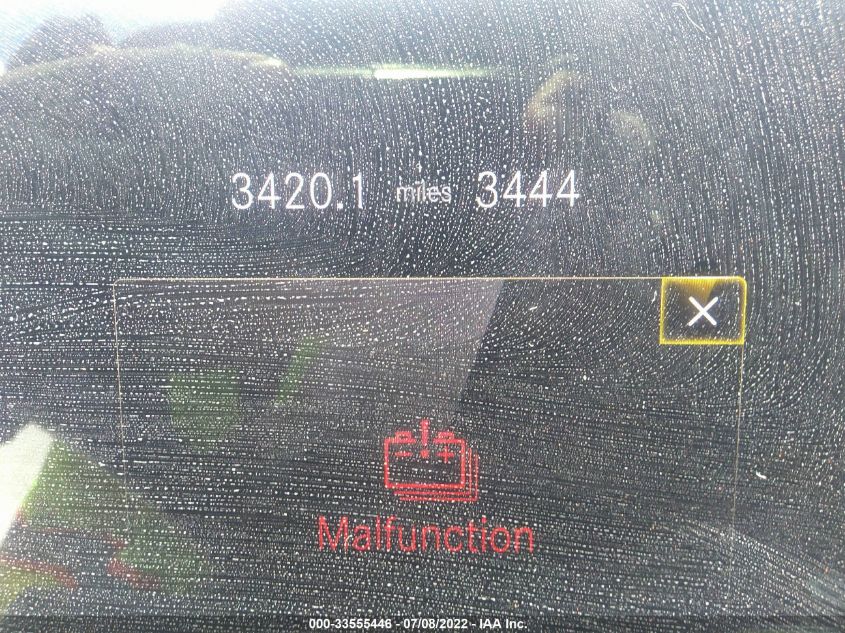 3420.1 miles 3444
Malfunction
000-33555446 - 07/08/2022 - IAA Inc.